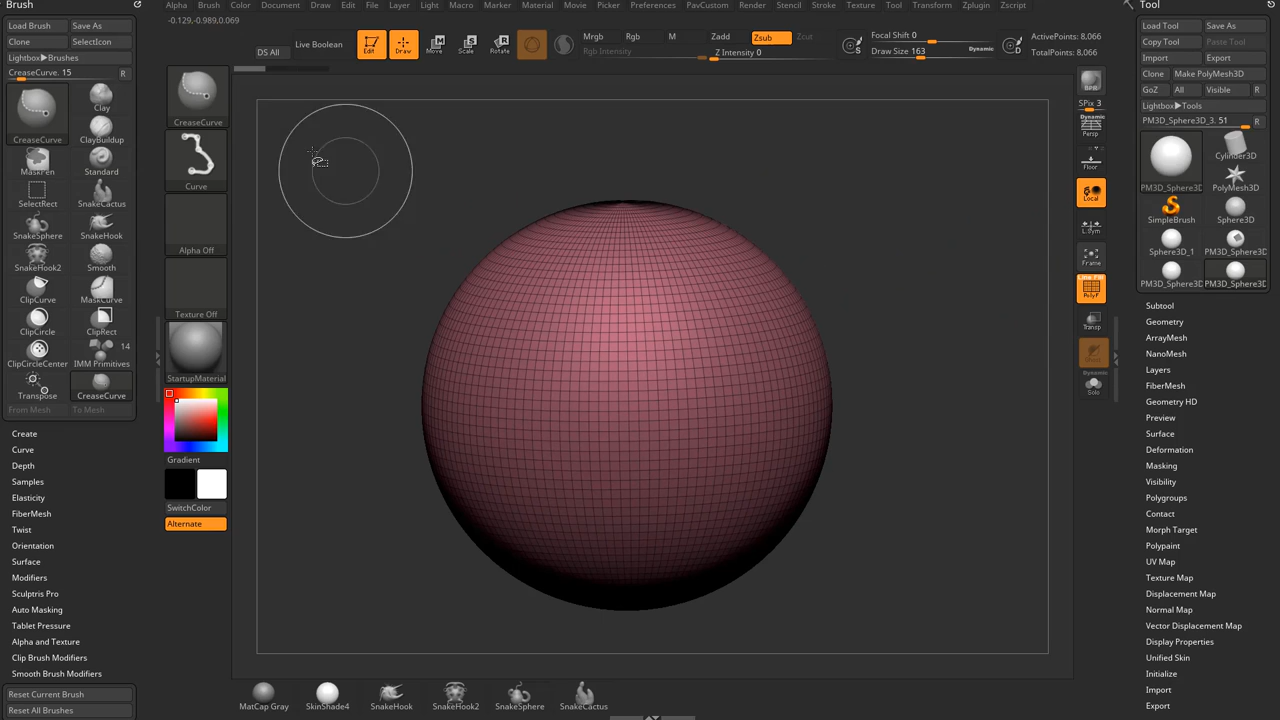 Brush
Alpha Brush Color Document Draw Edit File Layer Light Macro Marker Material Movie Picker Preferences PavCustom Render Stencil Stroke Texture Tool Transform Zplugin Zscript
Tool
-0.129,-0.989,0.069
Load Brush Save As
Clone SelectIcon
Lightbox▶Brushes
CreaseCurve. 15 R
DS All
Live Boolean
Edit
Draw
Move
Scale
Rotate
Mrgb Rgb M
Rgb Intensity
Zadd Zsub Zcut
Z Intensity 0
S
Focal Shift 0
Draw Size 163 Dynamic
D
ActivePoints: 8,066
TotalPoints: 8,066
Load Tool Save As
Copy Tool Paste Tool
Import Export
Clone Make PolyMesh3D
GoZ All Visible R
Lightbox▶Tools
PM3D_Sphere3D_3. 51 R
CreaseCurve
Clay
ClayBuildup
MaskPen
Standard
SelectRect
SnakeCactus
SnakeSphere
SnakeHook
SnakeHook2
Smooth
ClipCurve
MaskCurve
ClipCircle
ClipRect
14
ClipCircleCenter
IMM Primitives
Transpose
CreaseCurve
From Mesh To Mesh
Create
Curve
Depth
Samples
Elasticity
FiberMesh
Twist
Orientation
Surface
Modifiers
Sculptris Pro
Auto Masking
Tablet Pressure
Alpha and Texture
Clip Brush Modifiers
Smooth Brush Modifiers
Reset Current Brush
Reset All Brushes
CreaseCurve
Curve
Alpha Off
Texture Off
StartupMaterial
Gradient
SwitchColor
Alternate
MatCap Gray
SkinShade4
SnakeHook
SnakeHook2
SnakeSphere
SnakeCactus
BPR
SPix 3
Dynamic
Persp
Floor
Local
L.Sym
Frame
Line Fill
PolyF
Transp
Dynamic
Solo
PM3D_Sphere3D
Cylinder3D
PolyMesh3D
SimpleBrush
Sphere3D
Sphere3D_1
PM3D_Sphere3D
PM3D_Sphere3D
PM3D_Sphere3D
Subtool
Geometry
ArrayMesh
NanoMesh
Layers
FiberMesh
Geometry HD
Preview
Surface
Deformation
Masking
Visibility
Polygroups
Contact
Morph Target
Polypaint
UV Map
Texture Map
Displacement Map
Normal Map
Vector Displacement Map
Display Properties
Unified Skin
Initialize
Import
Export